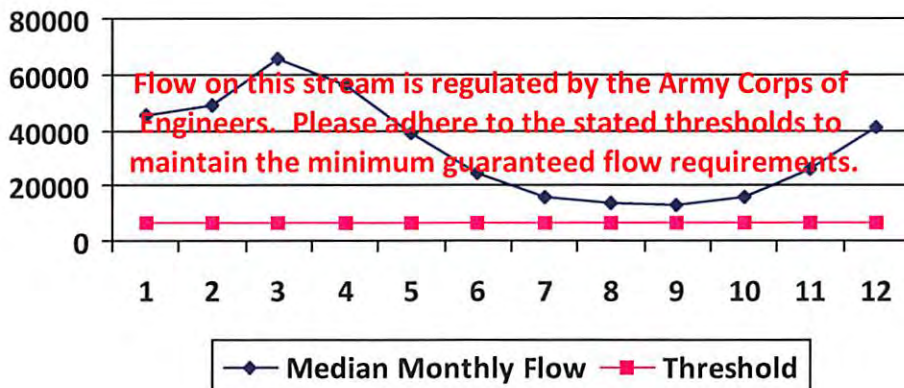 80000
60000
40000
20000
0
Flow on this stream is regulated by the Army Corps of
Engineers. Please adhere to the stated thresholds to
maintain the minimum guaranteed flow requirements.
1 2 3 4 5 6 7 8 9 10 11 12
Median Monthly Flow Threshold